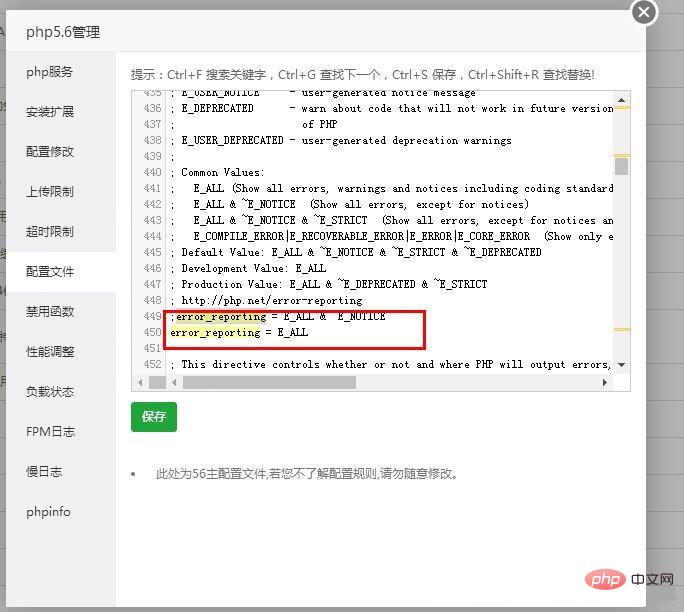 php5.6管理
php服务
安装扩展
配置修改
上传限制
超时限制
配置文件
禁用函数
性能调整
负载状态
FPM日志
慢日志
phpinfo
提示：Ctrl+F 搜索关键字，Ctrl+G 查找下一个，Ctrl+S 保存，Ctrl+Shift+R 查找替换!
435 ; E_USER_NOTICE - user-generated notice message
436 ; E_DEPRECATED - warn about code that will not work in future version
437 ; of PHP
438 ; E_USER_DEPRECATED - user-generated deprecation warnings
439 ;
440 ; Common Values:
441 ; E_ALL (Show all errors, warnings and notices including coding standard
442 ; E_ALL & ~E_NOTICE (Show all errors, except for notices)
443 ; E_ALL & ~E_NOTICE & ~E_STRICT (Show all errors, except for notices an
444 ; E_COMPILE_ERROR|E_RECOVERABLE_ERROR|E_ERROR|E_CORE_ERROR (Show only e
445 ; Default Value: E_ALL & ~E_NOTICE & ~E_STRICT & ~E_DEPRECATED
446 ; Development Value: E_ALL
447 ; Production Value: E_ALL & ~E_DEPRECATED & ~E_STRICT
448 ; http://php.net/error-reporting
449 ;error_reporting = E_ALL & ~E_NOTICE
450 error_reporting = E_ALL
451
452 ; This directive controls whether or not and where PHP will output errors,
保存
• 此处为56主配置文件,若您不了解配置规则,请勿随意修改。
php 中文网